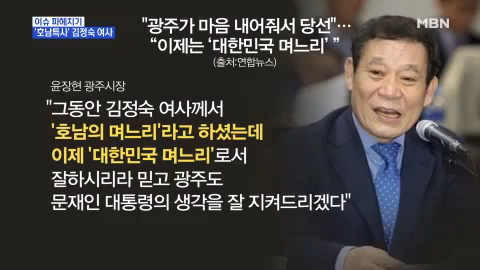 이슈 파헤치기
'호남특사' 김정숙 여사
"광주가 마음 내어줘서 당선"…
"이제는 '대한민국 며느리' "
(출처:연합뉴스)
MBN
윤장현 광주시장
"그동안 김정숙 여사께서
'호남의 며느리'라고 하셨는데
이제 '대한민국 며느리'로서
잘하시리라 믿고 광주도
문재인 대통령의 생각을 잘 지켜드리겠다"